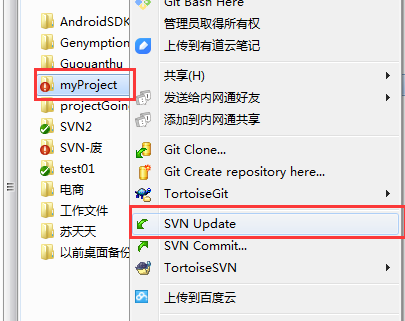 AndroidSDK
Genymption
Guouanthu
myProject
projectGoin
SVN2
SVN-废
test01
电商
工作文件
苏天天
以前桌面备份
Git Bash Here
管理员取得所有权
上传到有道云笔记
共享(H)
发送给内网通好友
添加到内网通共享
Git Clone...
Git Create repository here...
TortoiseGit
SVN Update
SVN Commit...
TortoiseSVN
上传到百度云